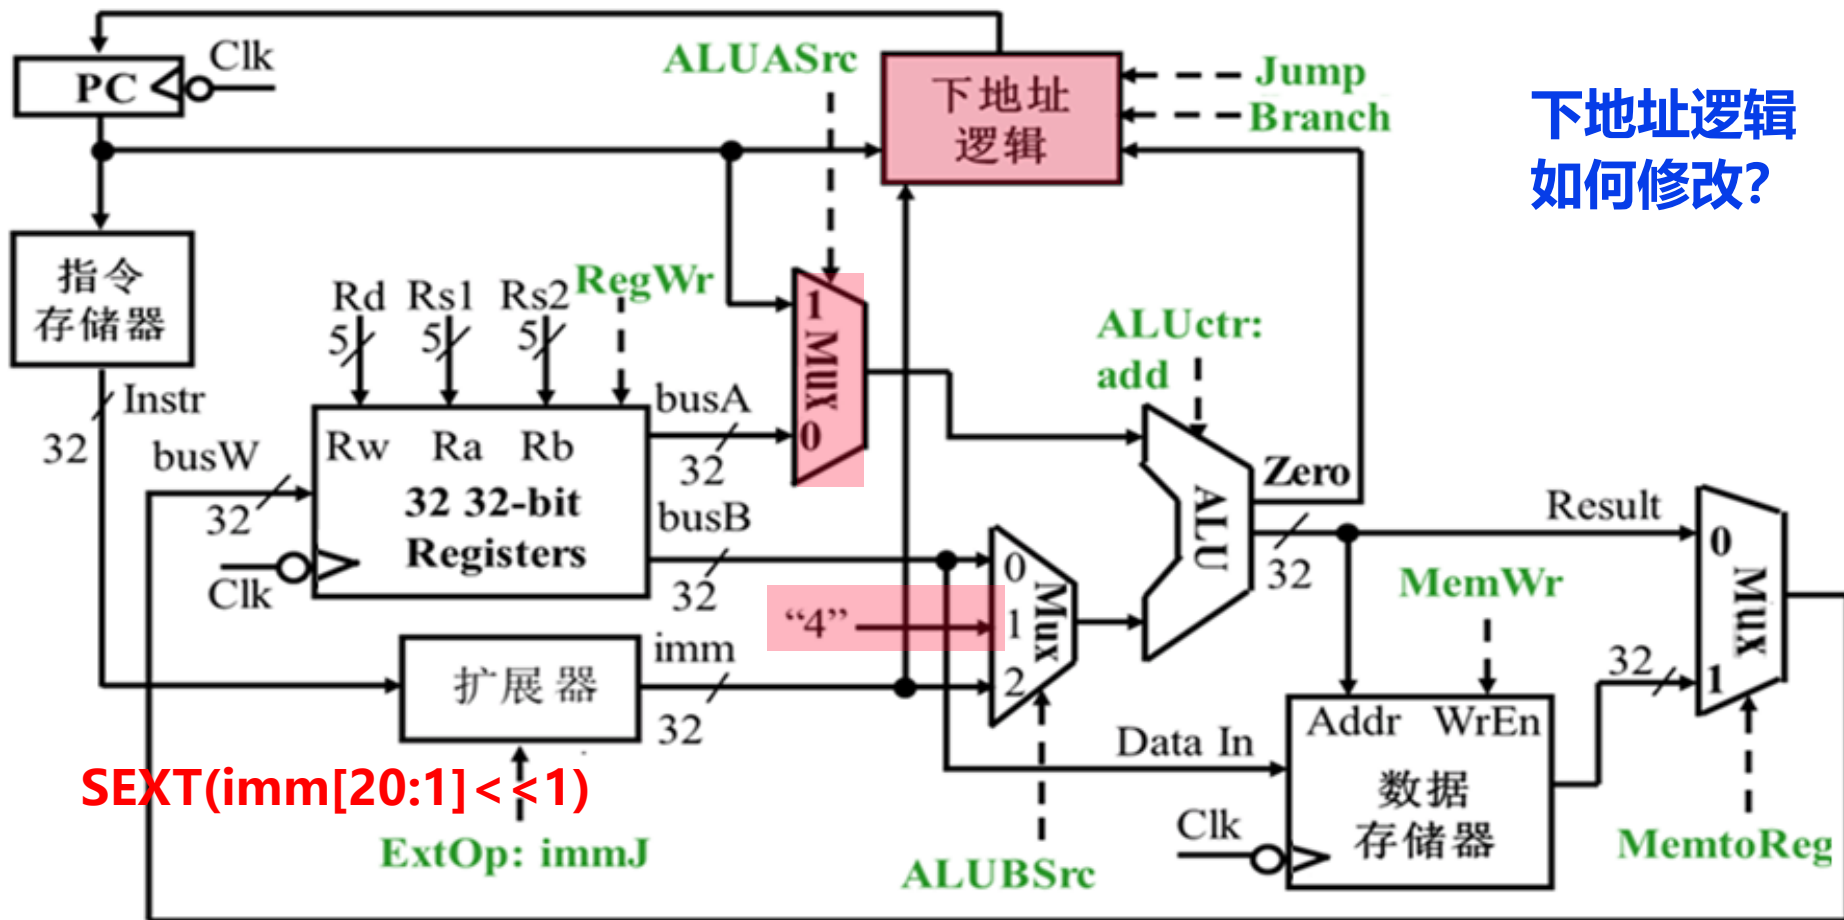 PC
Clk
ALUASrc
下地址
逻辑
Jump
Branch
下地址逻辑
如何修改?
指令
存储器
Rd
Rs1
Rs2
RegWr
5
5
5
1
Mux
0
ALUctr:
add
Instr
32
busW
32
Rw
Ra
Rb
32 32-bit
Registers
Clk
busA
32
busB
32
Zero
ALU
32
Result
0
Mux
1
“4”
0
1
2
Mux
MemWr
扩展器
imm
32
32
Addr
WrEn
数据
存储器
Data In
Clk
SEXT(imm[20:1]<<1)
ExtOp: immJ
ALUBSrc
MemtoReg